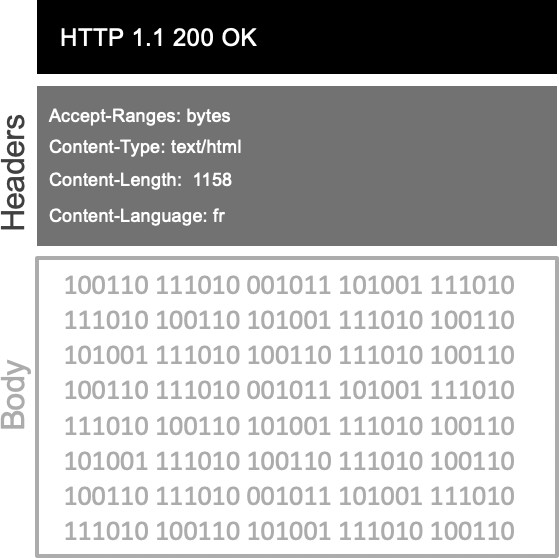 HTTP 1.1 200 OK
Headers
Accept-Ranges: bytes
Content-Type: text/html
Content-Length: 1158
Content-Language: fr
Body
100110 111010 001011 101001 111010
111010 100110 101001 111010 100110
101001 111010 100110 111010 100110
100110 111010 001011 101001 111010
111010 100110 101001 111010 100110
101001 111010 100110 111010 100110
100110 111010 001011 101001 111010
111010 100110 101001 111010 100110